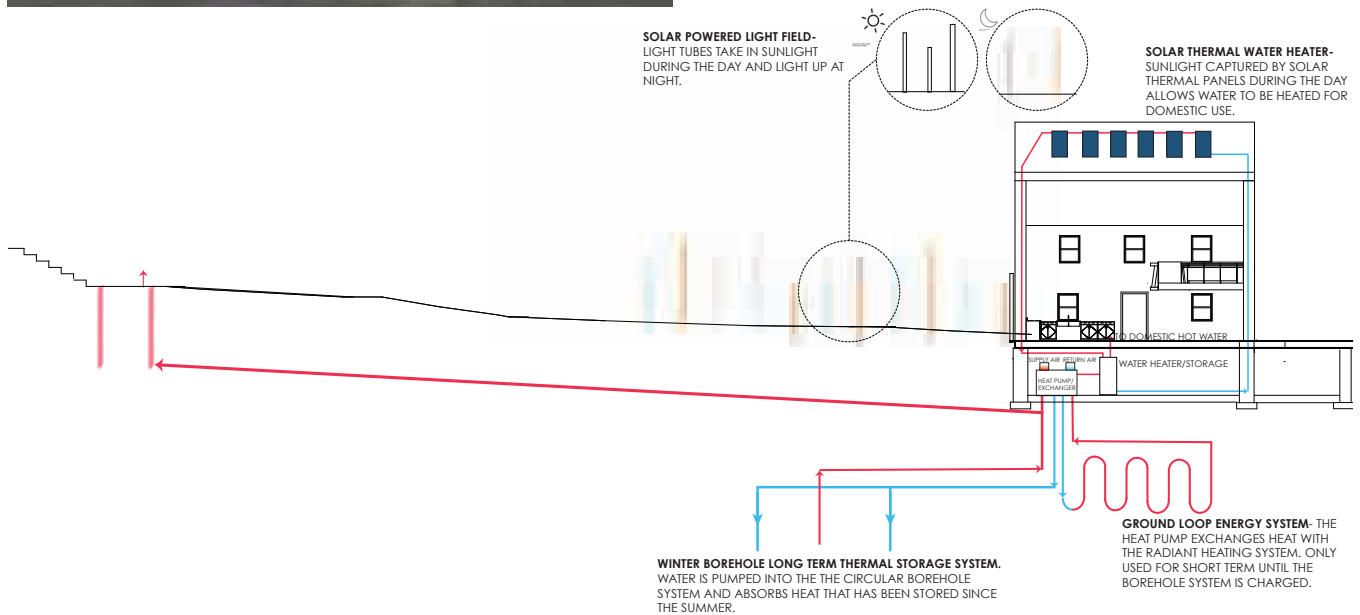 SOLAR POWERED LIGHT FIELD-
LIGHT TUBES TAKE IN SUNLIGHT
DURING THE DAY AND LIGHT UP AT
NIGHT.
SOLAR THERMAL WATER HEATER-
SUNLIGHT CAPTURED BY SOLAR
THERMAL PANELS DURING THE DAY
ALLOWS WATER TO BE HEATED FOR
DOMESTIC USE.
TO DOMESTIC HOT WATER
SUPPLY AIR RETURN AIR
WATER HEATER/STORAGE
HEAT PUMP/
EXCHANGER
WINTER BOREHOLE LONG TERM THERMAL STORAGE SYSTEM.
WATER IS PUMPED INTO THE THE CIRCULAR BOREHOLE
SYSTEM AND ABSORBS HEAT THAT HAS BEEN STORED SINCE
THE SUMMER.
GROUND LOOP ENERGY SYSTEM- THE
HEAT PUMP EXCHANGES HEAT WITH
THE RADIANT HEATING SYSTEM. ONLY
USED FOR SHORT TERM UNTIL THE
BOREHOLE SYSTEM IS CHARGED.